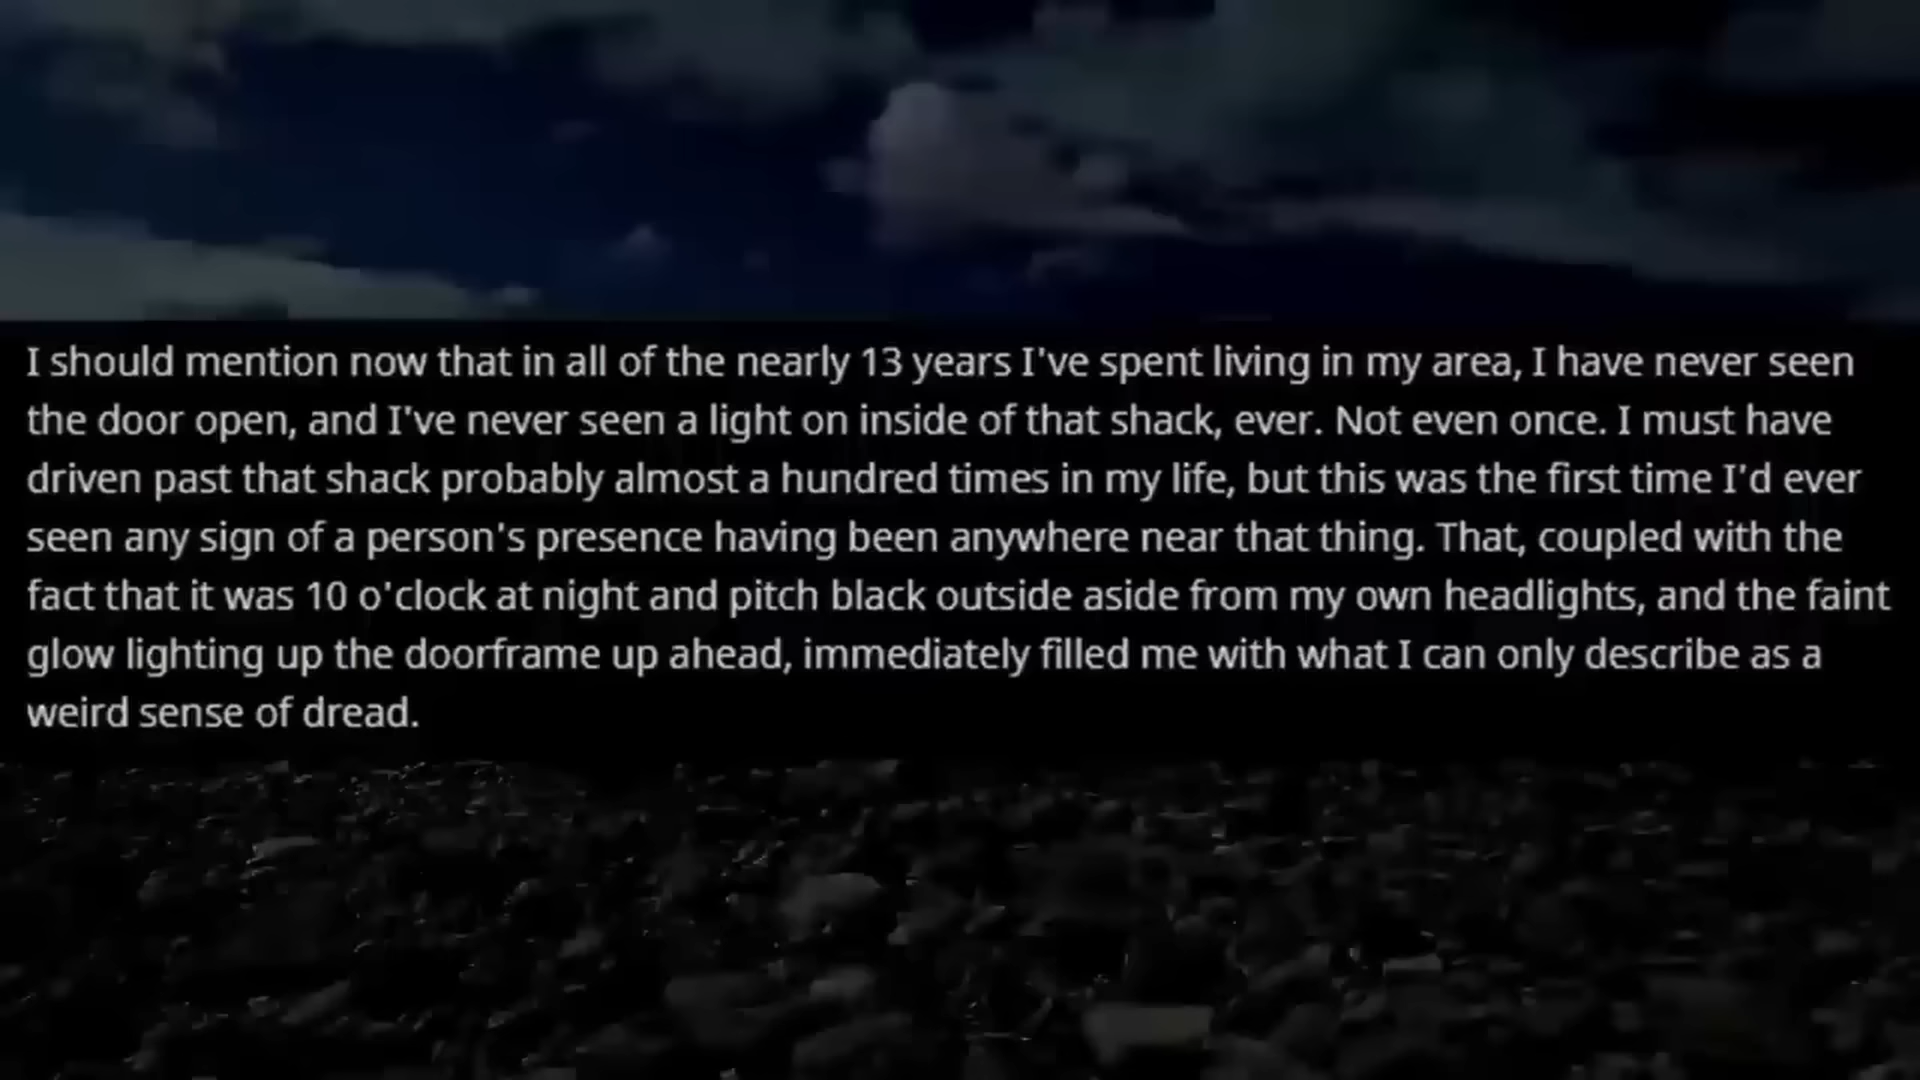 I should mention now that in all of the nearly 13 years I've spent living in my area, I have never seen
the door open, and I've never seen a light on inside of that shack, ever. Not even once. I must have
driven past that shack probably almost a hundred times in my life, but this was the first time I'd ever
seen any sign of a person's presence having been anywhere near that thing. That, coupled with the
fact that it was 10 o'clock at night and pitch black outside aside from my own headlights, and the faint
glow lighting up the doorframe up ahead, immediately filled me with what I can only describe as a
weird sense of dread.